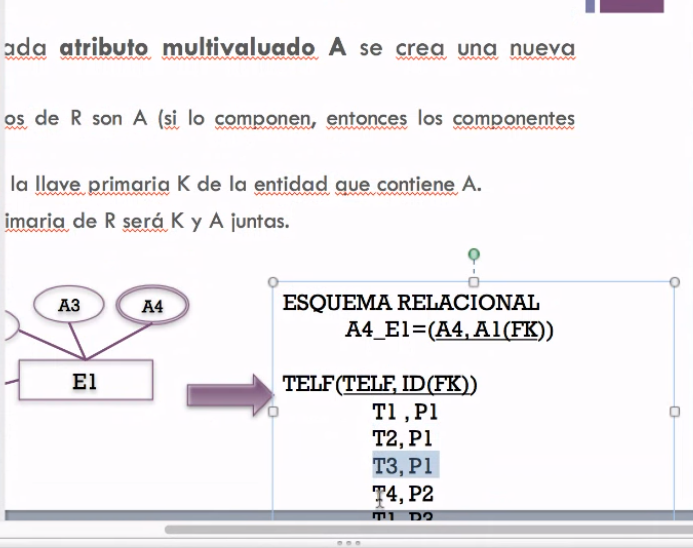 ada atributo multivaluado A se crea una nueva
os de R son A (si lo componen, entonces los componentes
la llave primaria K de la entidad que contiene A.
imaria de R será K y A juntas.
A3
A4
E1
ESQUEMA RELACIONAL
A4_E1=(A4, A1(FK))
TELF(TELF, ID(FK))
T1 , P1
T2, P1
T3, P1
T4, P2
T1, P3